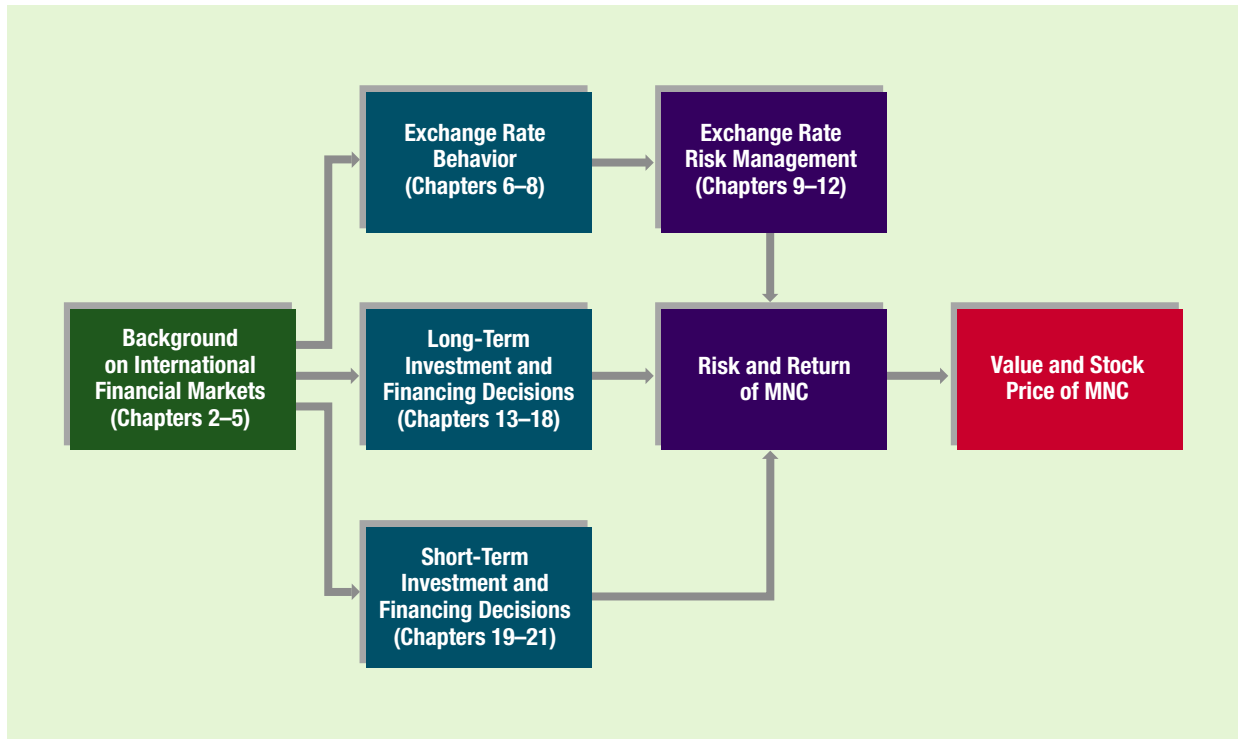 Exchange Rate
Behavior
(Chapters 6–8)
Exchange Rate
Risk Management
(Chapters 9–12)
Background
on International
Financial Markets
(Chapters 2–5)
Long-Term
Investment and
Financing Decisions
(Chapters 13–18)
Risk and Return
of MNC
Value and Stock
Price of MNC
Short-Term
Investment and
Financing Decisions
(Chapters 19–21)